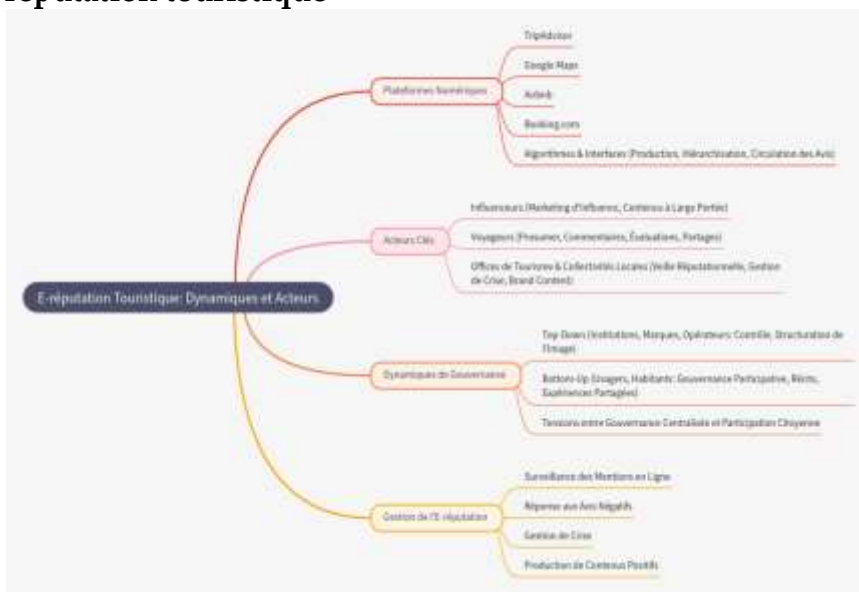 réputation touristique
TripAdvisor
Google Maps
Plateformes Numériques
Airbnb
Booking.com
Algorithmes & Interfaces (Production, Hiérarchisation, Circulation des Avis)
Influenceurs (Marketing d'Influence, Contenus à Large Portée)
Acteurs Clés
Voyageurs (Prosumer, Commentaires, Évaluations, Partages)
Offices de Tourisme & Collectivités Locales (Veille Réputationnelle, Gestion
de Crise, Brand Content)
E-réputation Touristique: Dynamiques et Acteurs
Top-Down (Institutions, Marques, Opérateurs: Contrôle, Structuration de
l'Image)
Dynamiques de Gouvernance
Bottom-Up (Usagers, Habitants: Gouvernance Participative, Récits,
Expériences Partagées)
Tensions entre Gouvernance Centralisée et Participation Citoyenne
Surveillance des Mentions en Ligne
Réponse aux Avis Négatifs
Gestion de l'E-réputation
Gestion de Crise
Production de Contenus Positifs